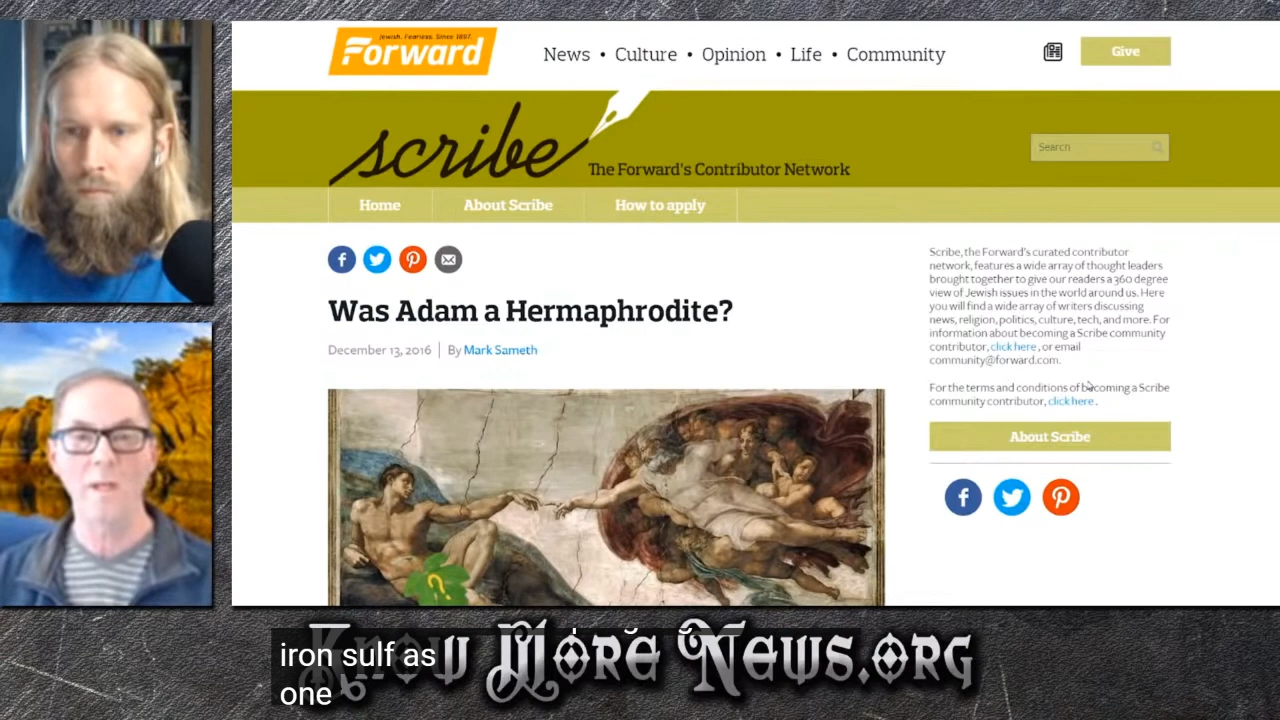 Jewish. Fearless. Since 1897.
Forward
News • Culture • Opinion • Life • Community
Give
scribe
The Forward's Contributor Network
Search
Home
About Scribe
How to apply
Was Adam a Hermaphrodite?
December 13, 2016 | By Mark Sameth
?
Scribe, the Forward's curated contributor
network, features a wide array of thought leaders
brought together to give our readers a 360 degree
view of Jewish issues in the world around us. Here
you will find a wide array of writers discussing
news, religion, politics, culture, tech, and more. For
information about becoming a Scribe community
contributor, click here, or email
community@forward.com.
For the terms and conditions of becoming a Scribe
community contributor, click here.
About Scribe
Know More News.org
iron sulf as
one